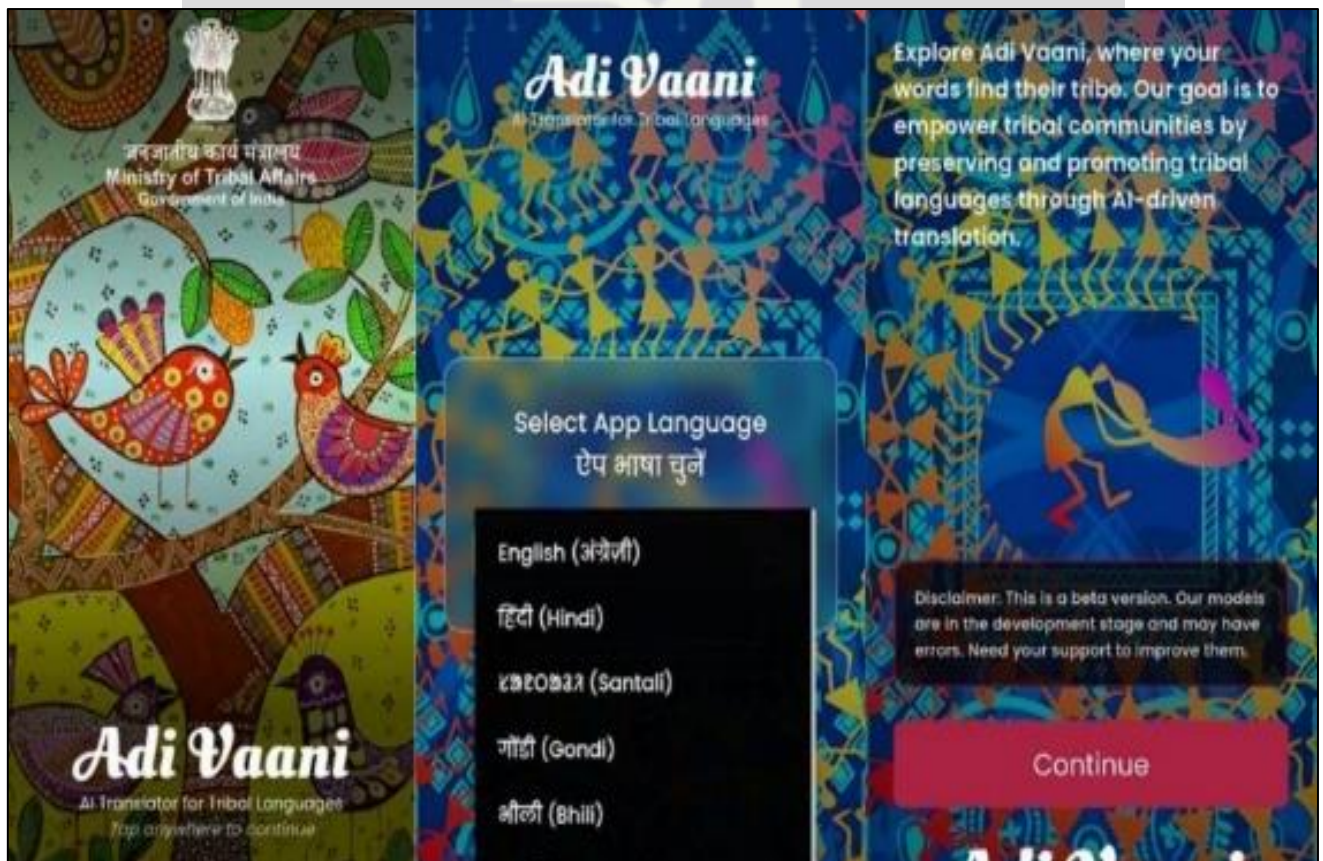 जनजातीय कार्य मंत्रालय
Ministry of Tribal Affairs
Government of India
Adi Vaani
AI Translator for Tribal Languages
Tap anywhere to continue
Adi Vaani
AI Translator for Tribal Languages
Select App Language
ऐप भाषा चुनें
English (अंग्रेज़ी)
हिंदी (Hindi)
(Santali)
गोंडी (Gondi)
भीली (Bhili)
Explore Adi Vaani, where your
words find their tribe. Our goal is to
empower tribal communities by
preserving and promoting tribal
languages through AI-driven
translation.
Disclaimer: This is a beta version. Our models
are in the development stage and may have
errors. Need your support to improve them.
Continue
Adi Vaani